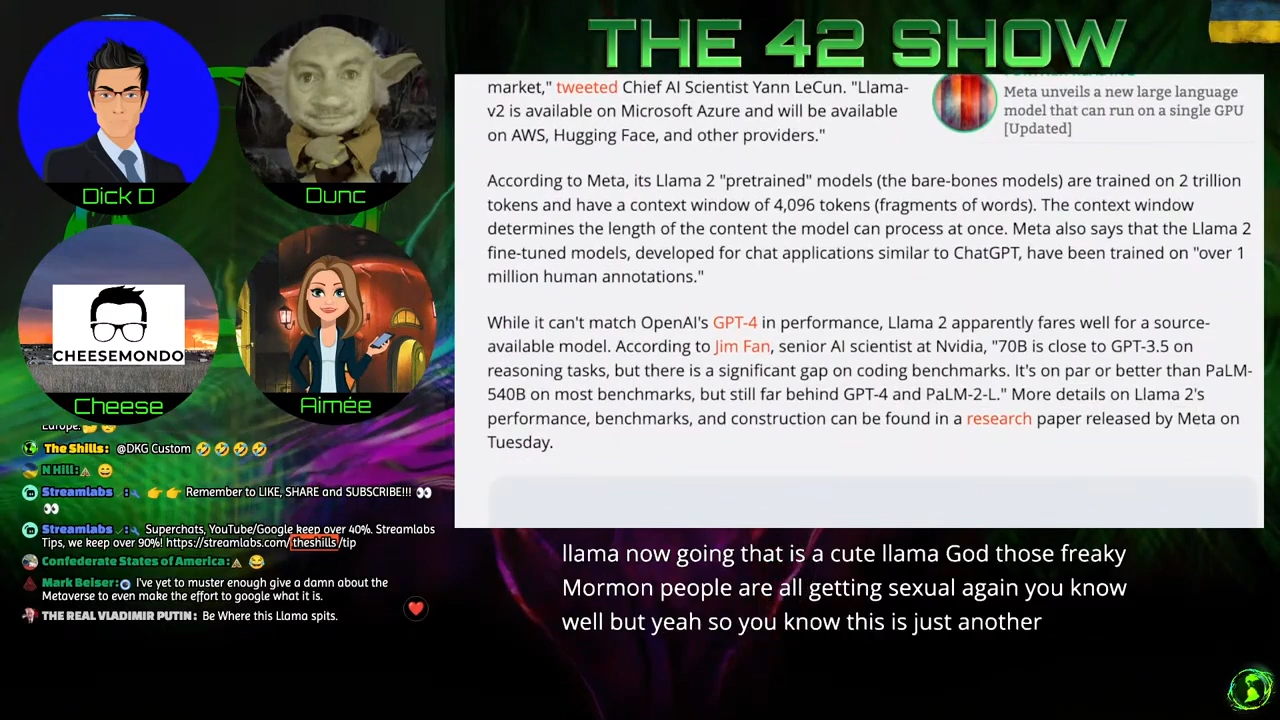 THE 42 SHOW
Dick D
Dunc
Cheese
Aimée
CHEESEMONDO
market," tweeted Chief AI Scientist Yann LeCun. "Llama-
v2 is available on Microsoft Azure and will be available
on AWS, Hugging Face, and other providers."
Meta unveils a new large language
model that can run on a single GPU
[Updated]
According to Meta, its Llama 2 "pretrained" models (the bare-bones models) are trained on 2 trillion
tokens and have a context window of 4,096 tokens (fragments of words). The context window
determines the length of the content the model can process at once. Meta also says that the Llama 2
fine-tuned models, developed for chat applications similar to ChatGPT, have been trained on "over 1
million human annotations."
While it can't match OpenAI's GPT-4 in performance, Llama 2 apparently fares well for a source-
available model. According to Jim Fan, senior AI scientist at Nvidia, "70B is close to GPT-3.5 on
reasoning tasks, but there is a significant gap on coding benchmarks. It's on par or better than PaLM-
540B on most benchmarks, but still far behind GPT-4 and PaLM-2-L." More details on Llama 2's
performance, benchmarks, and construction can be found in a research paper released by Meta on
Tuesday.
Europe. 🤔 😏
The Shills: @DKG Custom 🤣 🤣 🤣 🤣
N Hill: 😄
Streamlabs : 👉 👉 Remember to LIKE, SHARE and SUBSCRIBE!!! 👀
👀
Streamlabs : Superchats, YouTube/Google keep over 40%. Streamlabs
Tips, we keep over 90%! https://streamlabs.com/theshills/tip
Confederate States of America: 😂
Mark Beiser: I've yet to muster enough give a damn about the
Metaverse to even make the effort to google what it is.
THE REAL VLADIMIR PUTIN: Be Where this Llama spits.
llama now going that is a cute llama God those freaky
Mormon people are all getting sexual again you know
well but yeah so you know this is just another